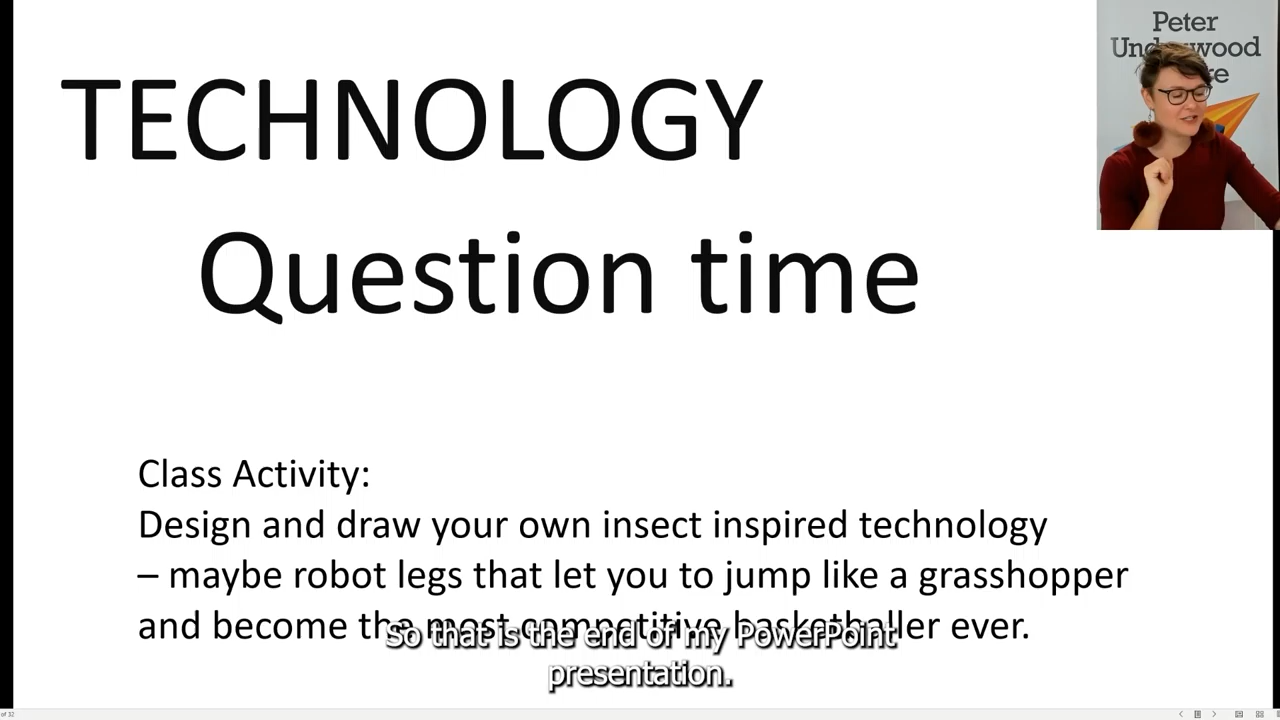 TECHNOLOGY
Question time
Peter
Underwood
Class Activity:
Design and draw your own insect inspired technology
– maybe robot legs that let you to jump like a grasshopper
and become the most competitive basketballer ever.
So that is the end of my PowerPoint
presentation.
of 32